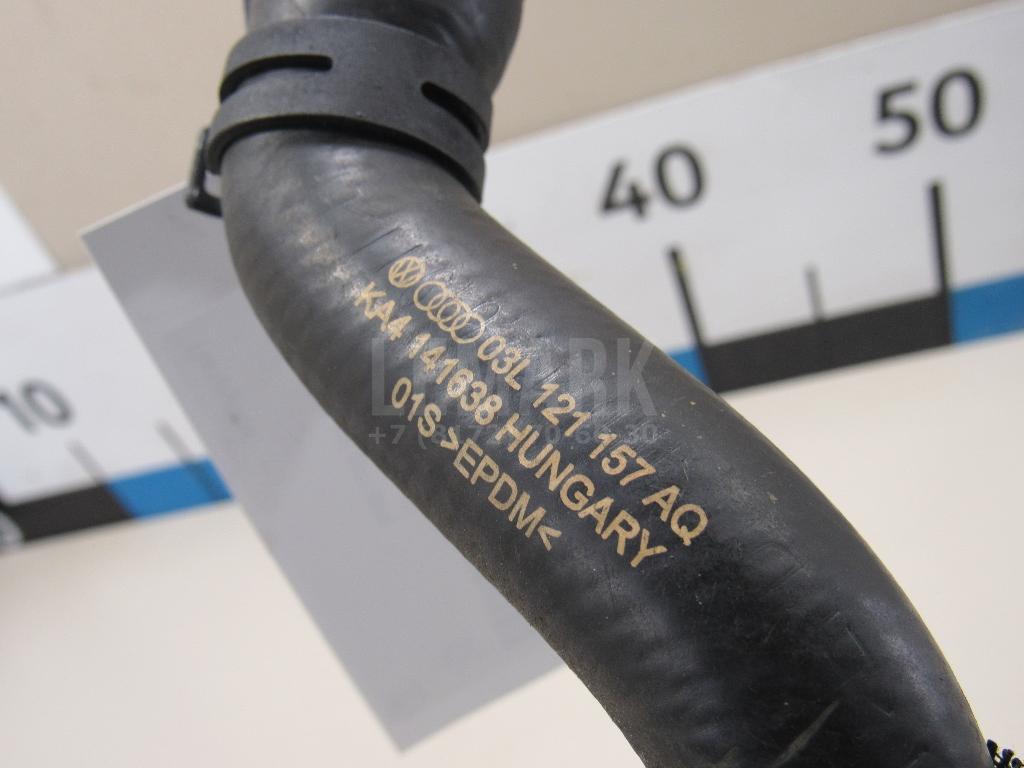 03L 121 157 AQ
KA4 141638 HUNGARY
01S >EPDM<
10
40
50